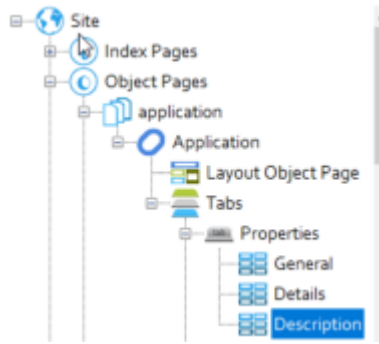 Site
Index Pages
Object Pages
application
Application
Layout Object Page
Tabs
Properties
General
Details
Description